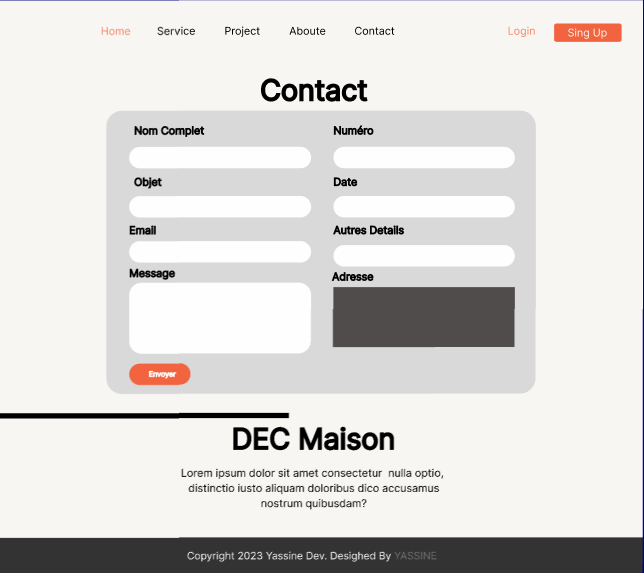 Home Service Project Aboute Contact Login Sing Up
Contact
Nom Complet Numéro
Objet Date
Email Autres Details
Message Adresse
Envoyer
DEC Maison
Lorem ipsum dolor sit amet consectetur nulla optio,
distinctio iusto aliquam doloribus dico accusamus
nostrum quibusdam?
Copyright 2023 Yassine Dev. Desighed By YASSINE